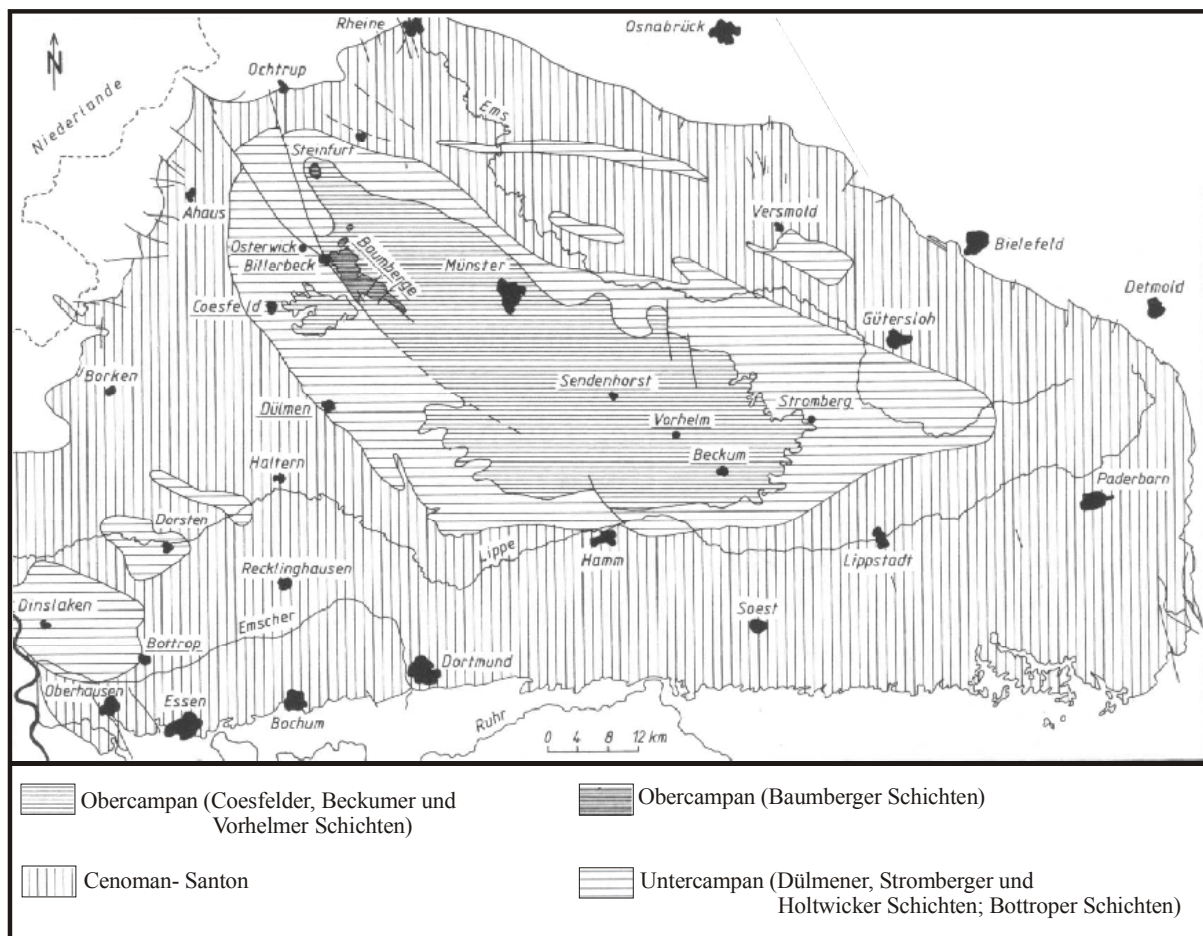 Rheine
Osnabrück
N
Ochtrup
Niederlande
Ems
Steinfurt
Ahaus
Versmold
Bielefeld
Osterwick
Baumberge
Billerbeck
Münster
Detmold
Coesfeld
Gütersloh
Borken
Sendenhorst
Dülmen
Stromberg
Vorhelm
Beckum
Haltern
Paderborn
Dorsten
Lippe
Hamm
Lippstadt
Recklinghausen
Dinslaken
Emscher
Soest
Bottrop
Dortmund
Oberhausen
Essen
Bochum
Ruhr
0 4 8 12 km
Obercampan (Coesfelder, Beckumer und
Vorhelmer Schichten)
Obercampan (Baumberger Schichten)
Cenoman- Santon
Untercampan (Dülmener, Stromberger und
Holtwicker Schichten; Bottroper Schichten)